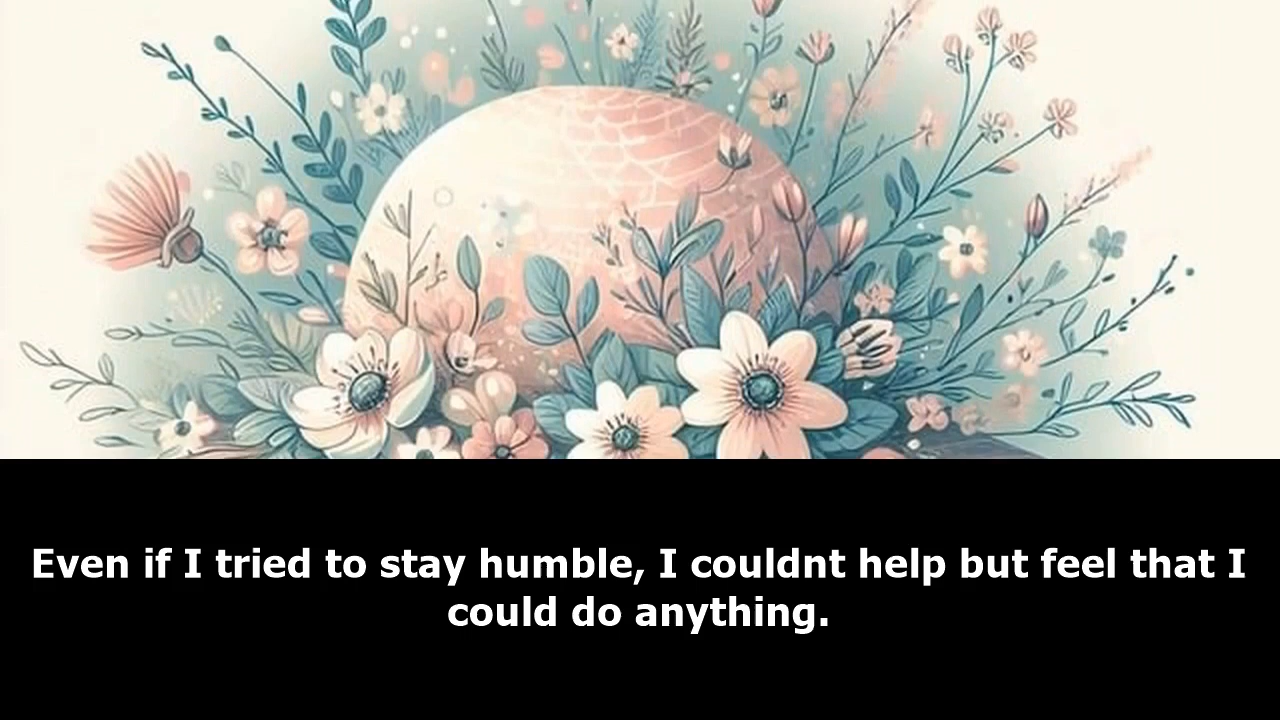 Even if I tried to stay humble, I couldnt help but feel that I
could do anything.